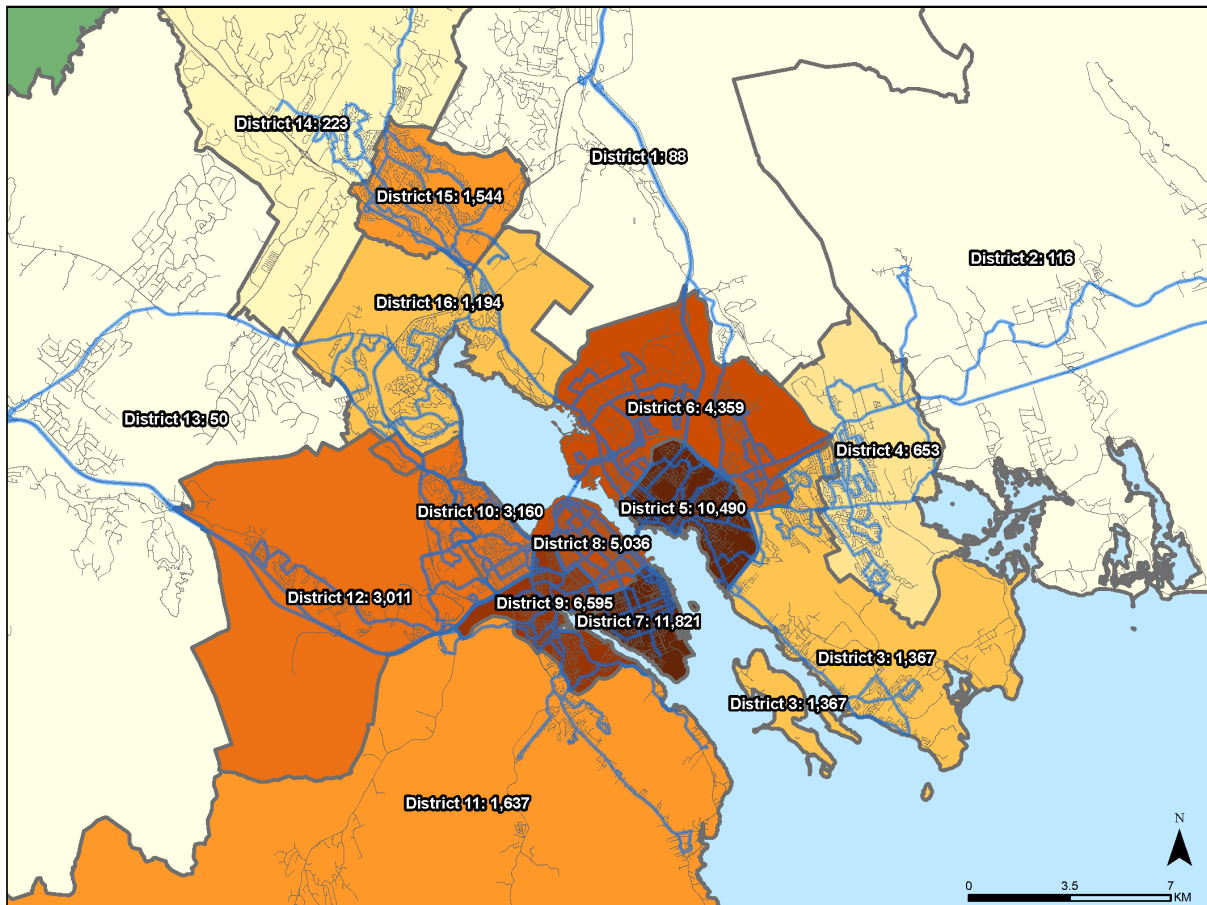 District 14: 223
District 1: 88
District 15: 1,544
District 2: 116
District 16: 1,194
District 13: 50
District 6: 4,359
District 4: 653
District 10: 3,160
District 5: 10,490
District 8: 5,036
District 12: 3,011
District 9: 6,595
District 7: 11,821
District 3: 1,367
District 3: 1,367
District 11: 1,637
N
0 3.5 7
KM